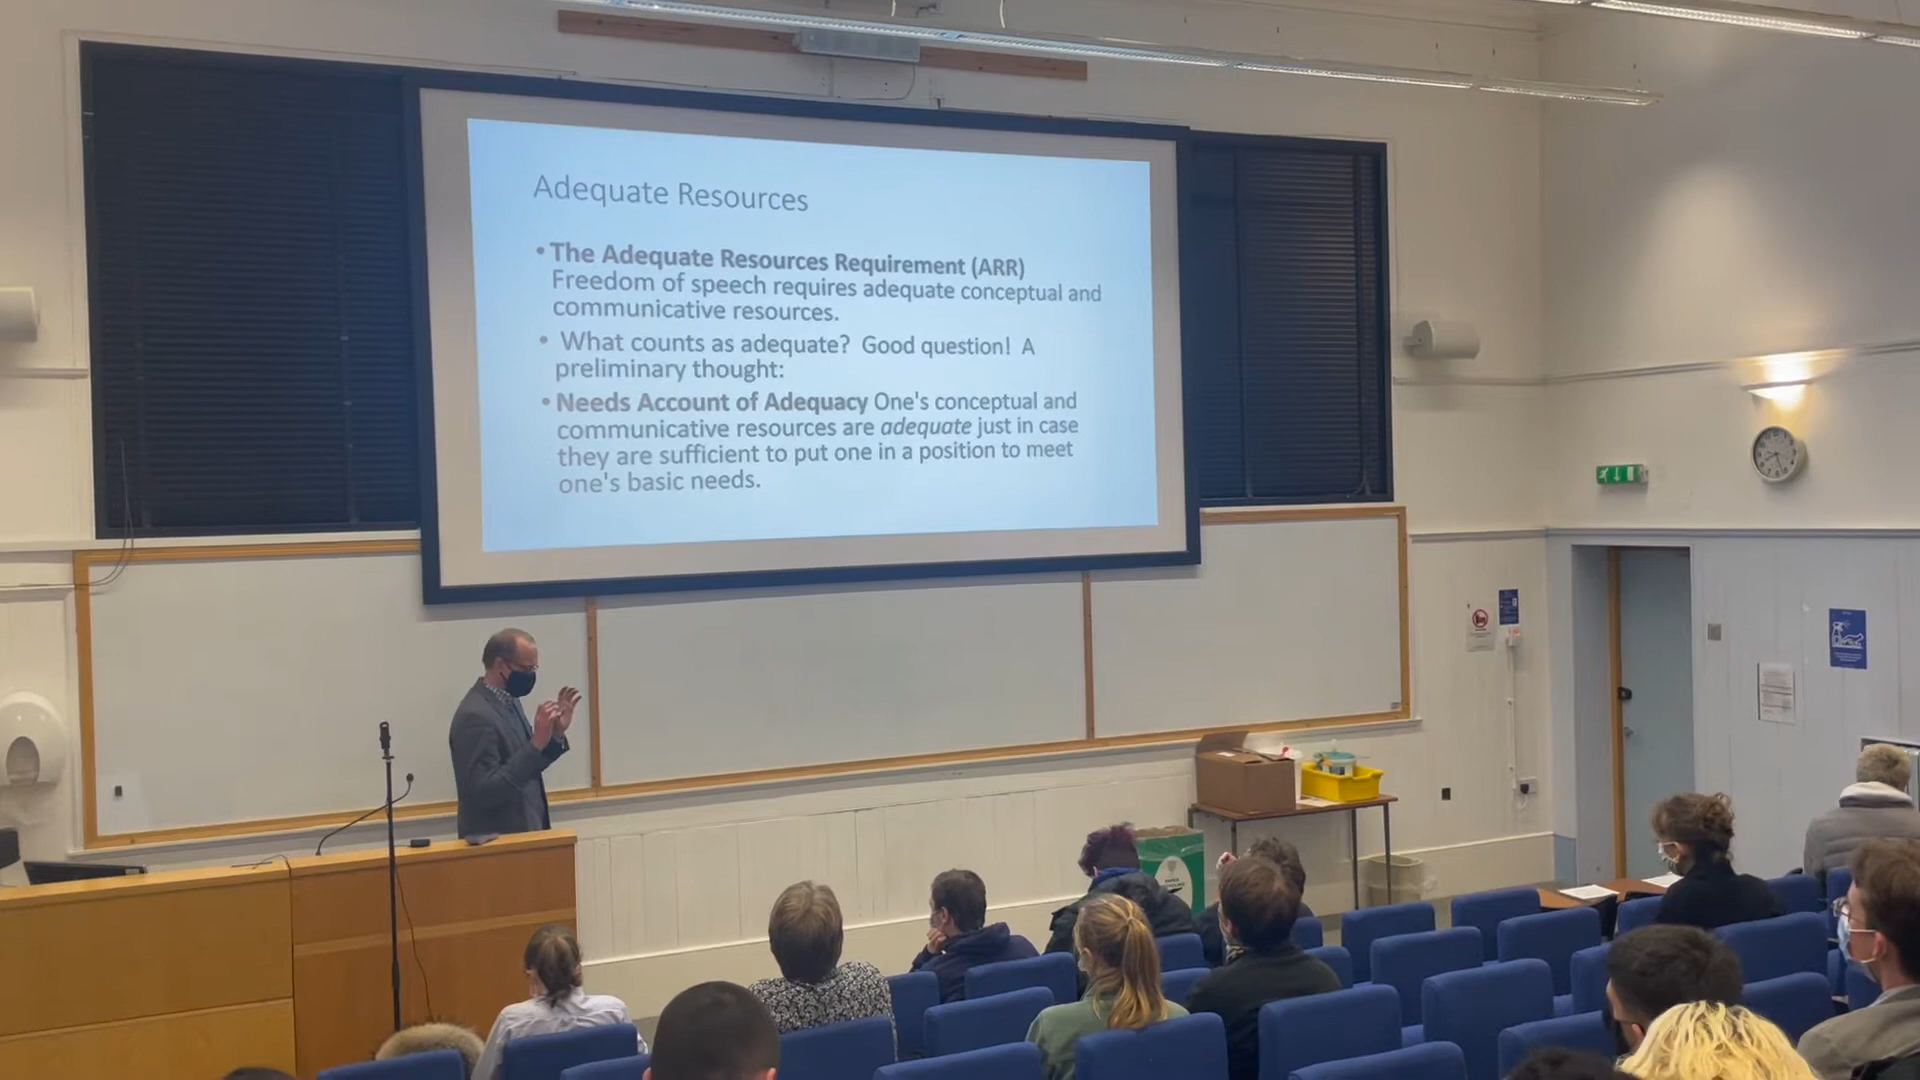 Adequate Resources
• The Adequate Resources Requirement (ARR)
Freedom of speech requires adequate conceptual and
communicative resources.
• What counts as adequate? Good question! A
preliminary thought:
• Needs Account of Adequacy One's conceptual and
communicative resources are adequate just in case
they are sufficient to put one in a position to meet
one's basic needs.